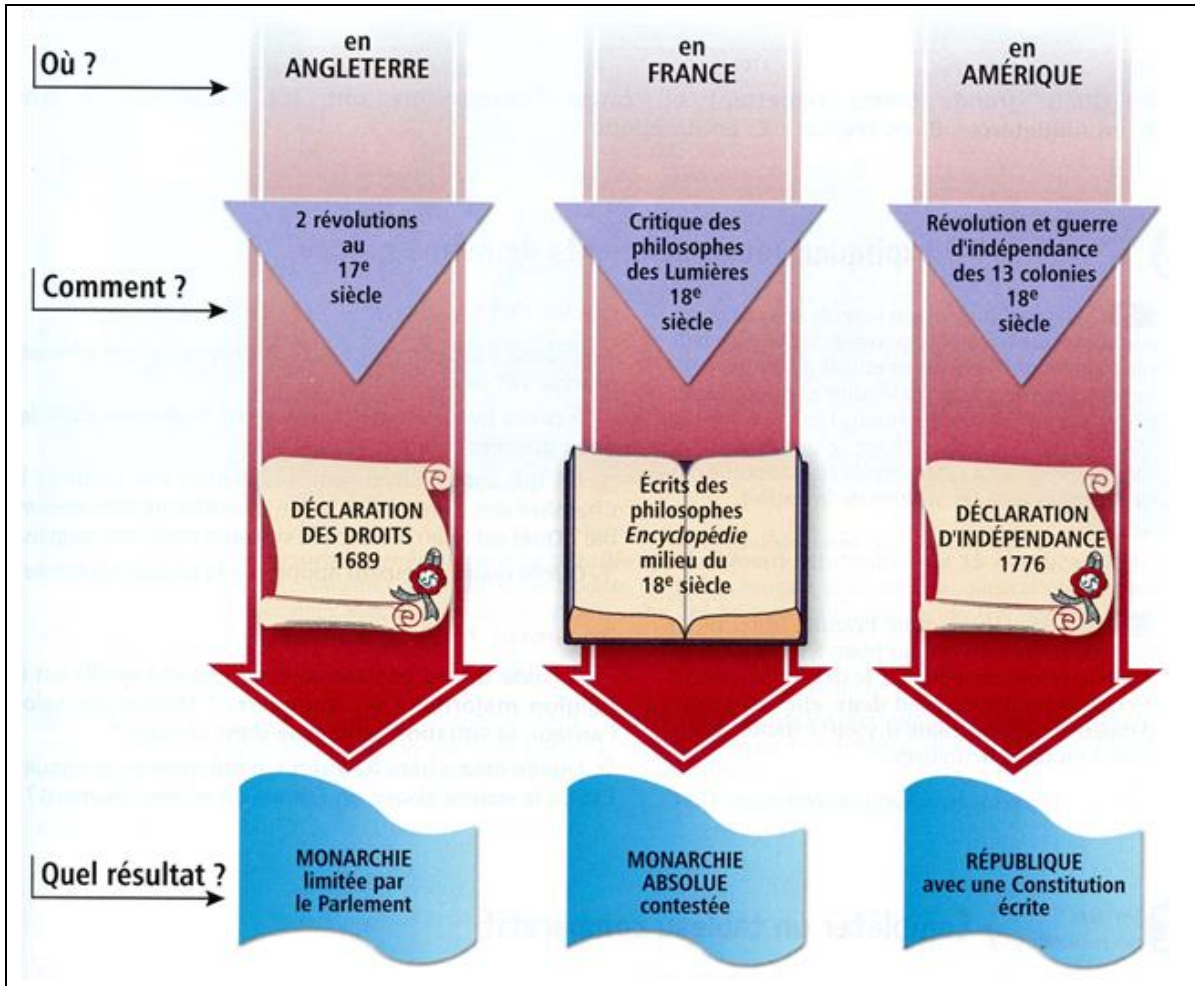 Où ?
en
ANGLETERRE
en
FRANCE
en
AMÉRIQUE
Comment ?
2 révolutions
au
17e
siècle
Critique des
philosophes
des Lumières
18e
siècle
Révolution et guerre
d'indépendance
des 13 colonies
18e
siècle
DÉCLARATION
DES DROITS
1689
Écrits des
philosophes
Encyclopédie
milieu du
18e siècle
DÉCLARATION
D'INDÉPENDANCE
1776
Quel résultat ?
MONARCHIE
limitée par
le Parlement
MONARCHIE
ABSOLUE
contestée
RÉPUBLIQUE
avec une Constitution
écrite